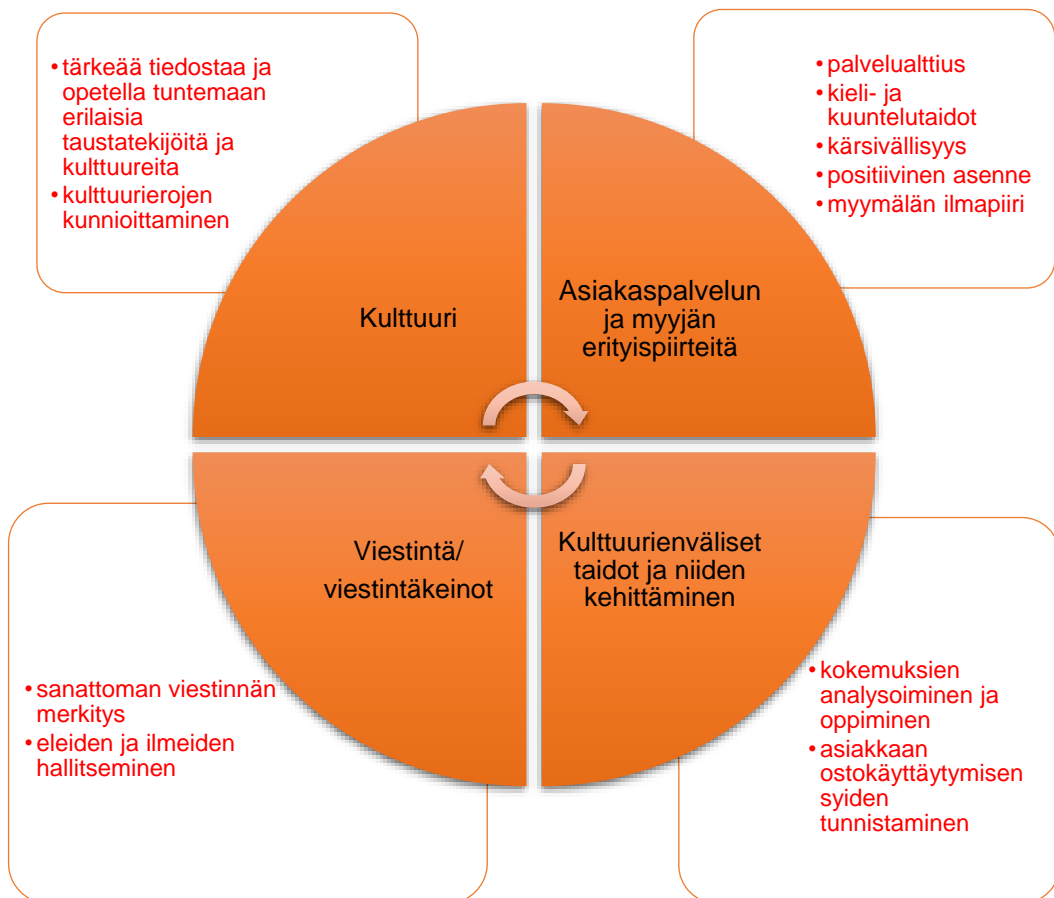 • tärkeää tiedostaa ja
opetella tuntemaan
erilaisia
taustatekijöitä ja
kulttuureita
• kulttuurierojen
kunnioittaminen
• palvelualttius
• kieli- ja
kuuntelutaidot
• kärsivällisyys
• positiivinen asenne
• myymälän ilmapiiri
Kulttuuri
Asiakaspalvelun
ja myyjän
erityispiirteitä
Viestintä/
viestintäkeinot
Kulttuurienväliset
taidot ja niiden
kehittäminen
• sanattoman viestinnän
merkitys
• eleiden ja ilmeiden
hallitseminen
• kokemuksien
analysoiminen ja
oppiminen
• asiakkaan
ostokäyttäytymisen
syiden
tunnistaminen